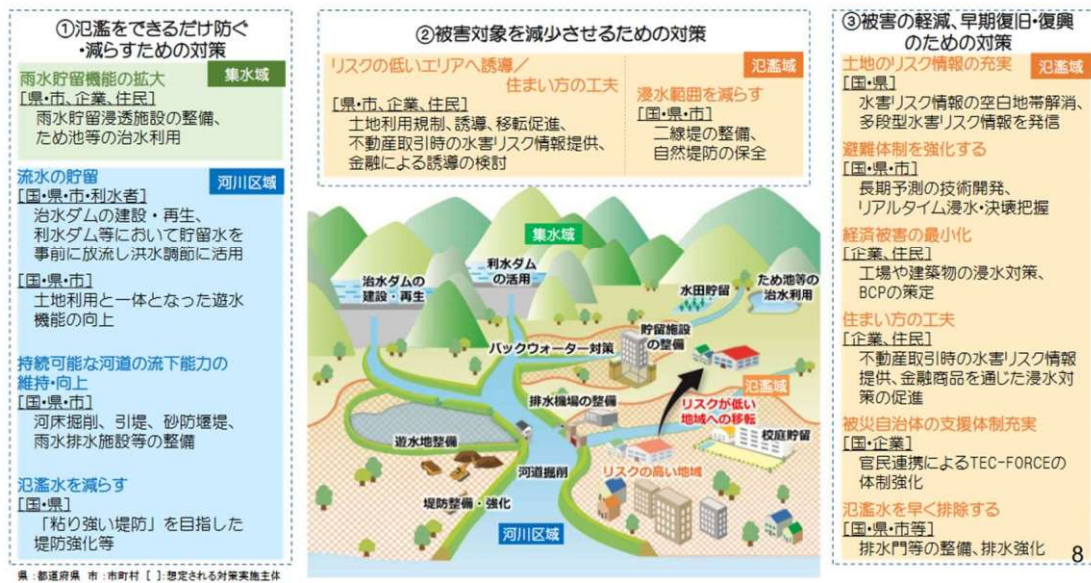 ①氾濫をできるだけ防ぐ
・減らすための対策
雨水貯留機能の拡大
集水域
[県・市、企業、住民]
雨水貯留浸透施設の整備、
ため池等の治水利用
流水の貯留
河川区域
[国・県・市・利水者]
治水ダムの建設・再生、
利水ダム等において貯留水を
事前に放流し洪水調節に活用
[国・県・市]
土地利用と一体となった遊水
機能の向上
持続可能な河道の流下能力の
維持・向上
[国・県・市]
河床掘削、引堤、砂防堰堤、
雨水排水施設等の整備
氾濫水を減らす
[国・県]
「粘り強い堤防」を目指した
堤防強化等
県:都道府県 市:市町村 [ ]:想定される対策実施主体
②被害対象を減少させるための対策
リスクの低いエリアへ誘導/
住まい方の工夫
[県・市、企業、住民]
土地利用規制、誘導、移転促進、
不動産取引時の水害リスク情報提供、
金融による誘導の検討
氾濫域
浸水範囲を減らす
[国・県・市]
二線堤の整備、
自然堤防の保全
集水域
治水ダムの
建設・再生
利水ダム
の活用
水田貯留
ため池等の
治水利用
バックウォーター対策
貯留施設
の整備
氾濫域
排水機場の整備
リスクが低い
地域への移転
校庭貯留
遊水地整備
河道掘削
リスクの高い地域
堤防整備・強化
河川区域
③被害の軽減、早期復旧・復興
のための対策
土地のリスク情報の充実
氾濫域
[国・県]
水害リスク情報の空白地帯解消、
多段型水害リスク情報を発信
避難体制を強化する
[国・県・市]
長期予測の技術開発、
リアルタイム浸水・決壊把握
経済被害の最小化
[企業、住民]
工場や建築物の浸水対策、
BCPの策定
住まい方の工夫
[企業、住民]
不動産取引時の水害リスク情報
提供、金融商品を通じた浸水対
策の促進
被災自治体の支援体制充実
[国・企業]
官民連携によるTEC-FORCEの
体制強化
氾濫水を早く排除する
[国・県・市等]
排水門等の整備、排水強化
8